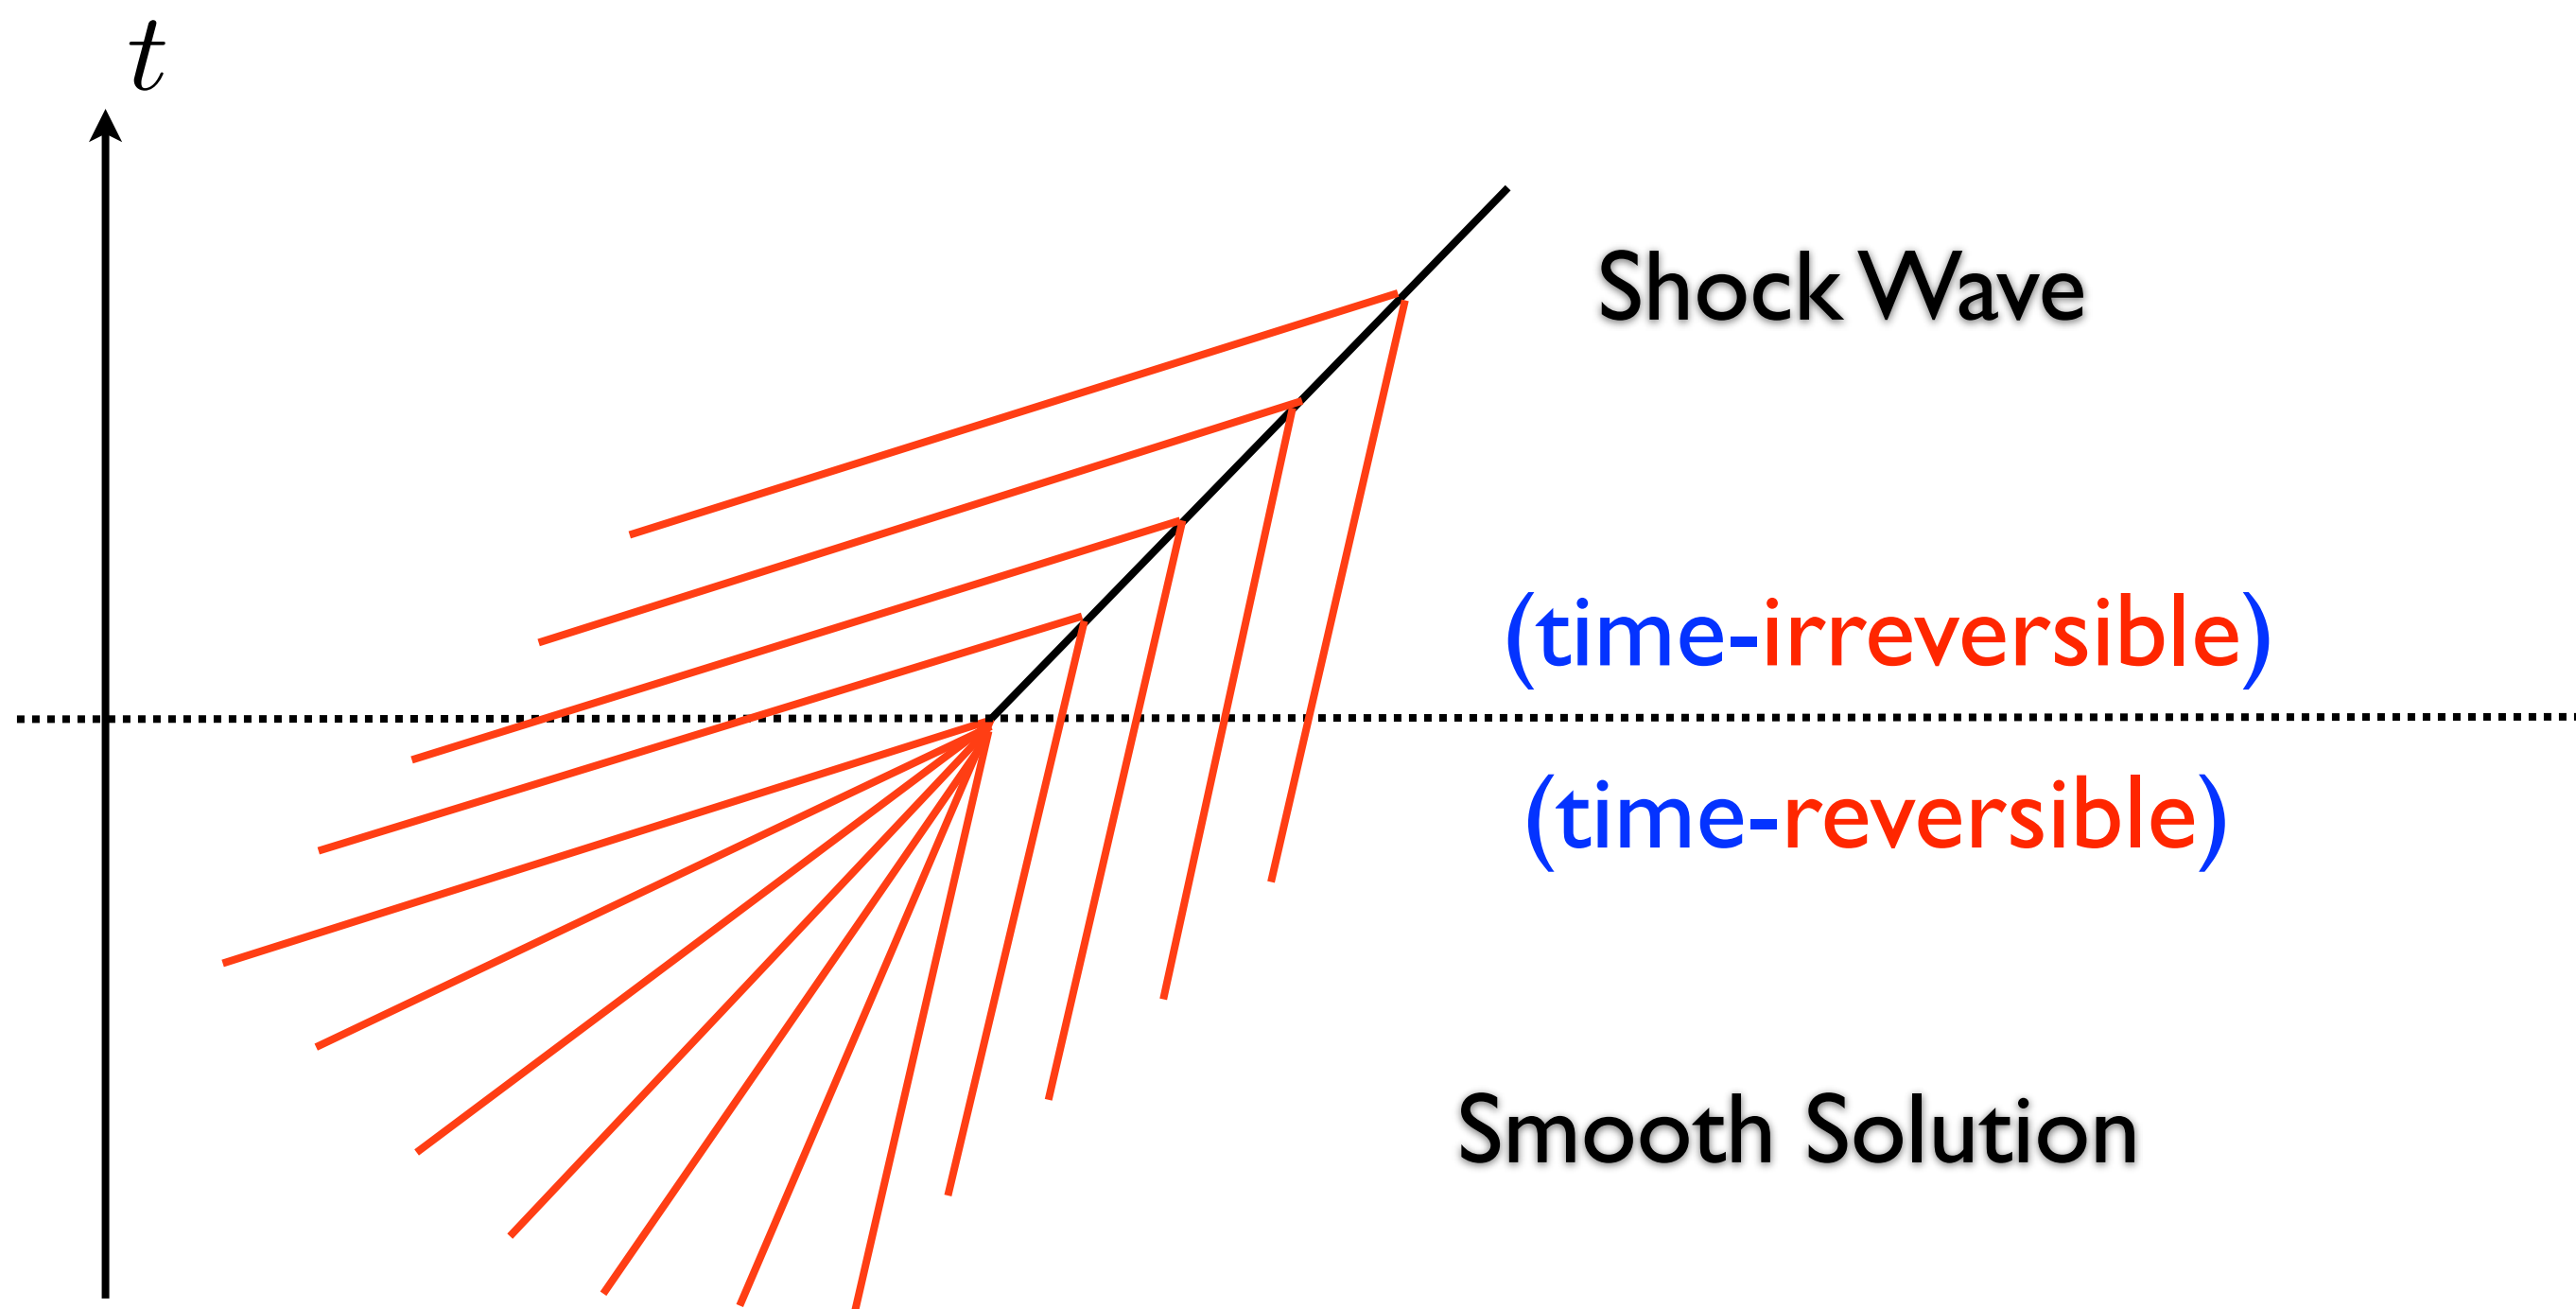 t
Shock Wave
(time-irreversible)
(time-reversible)
Smooth Solution